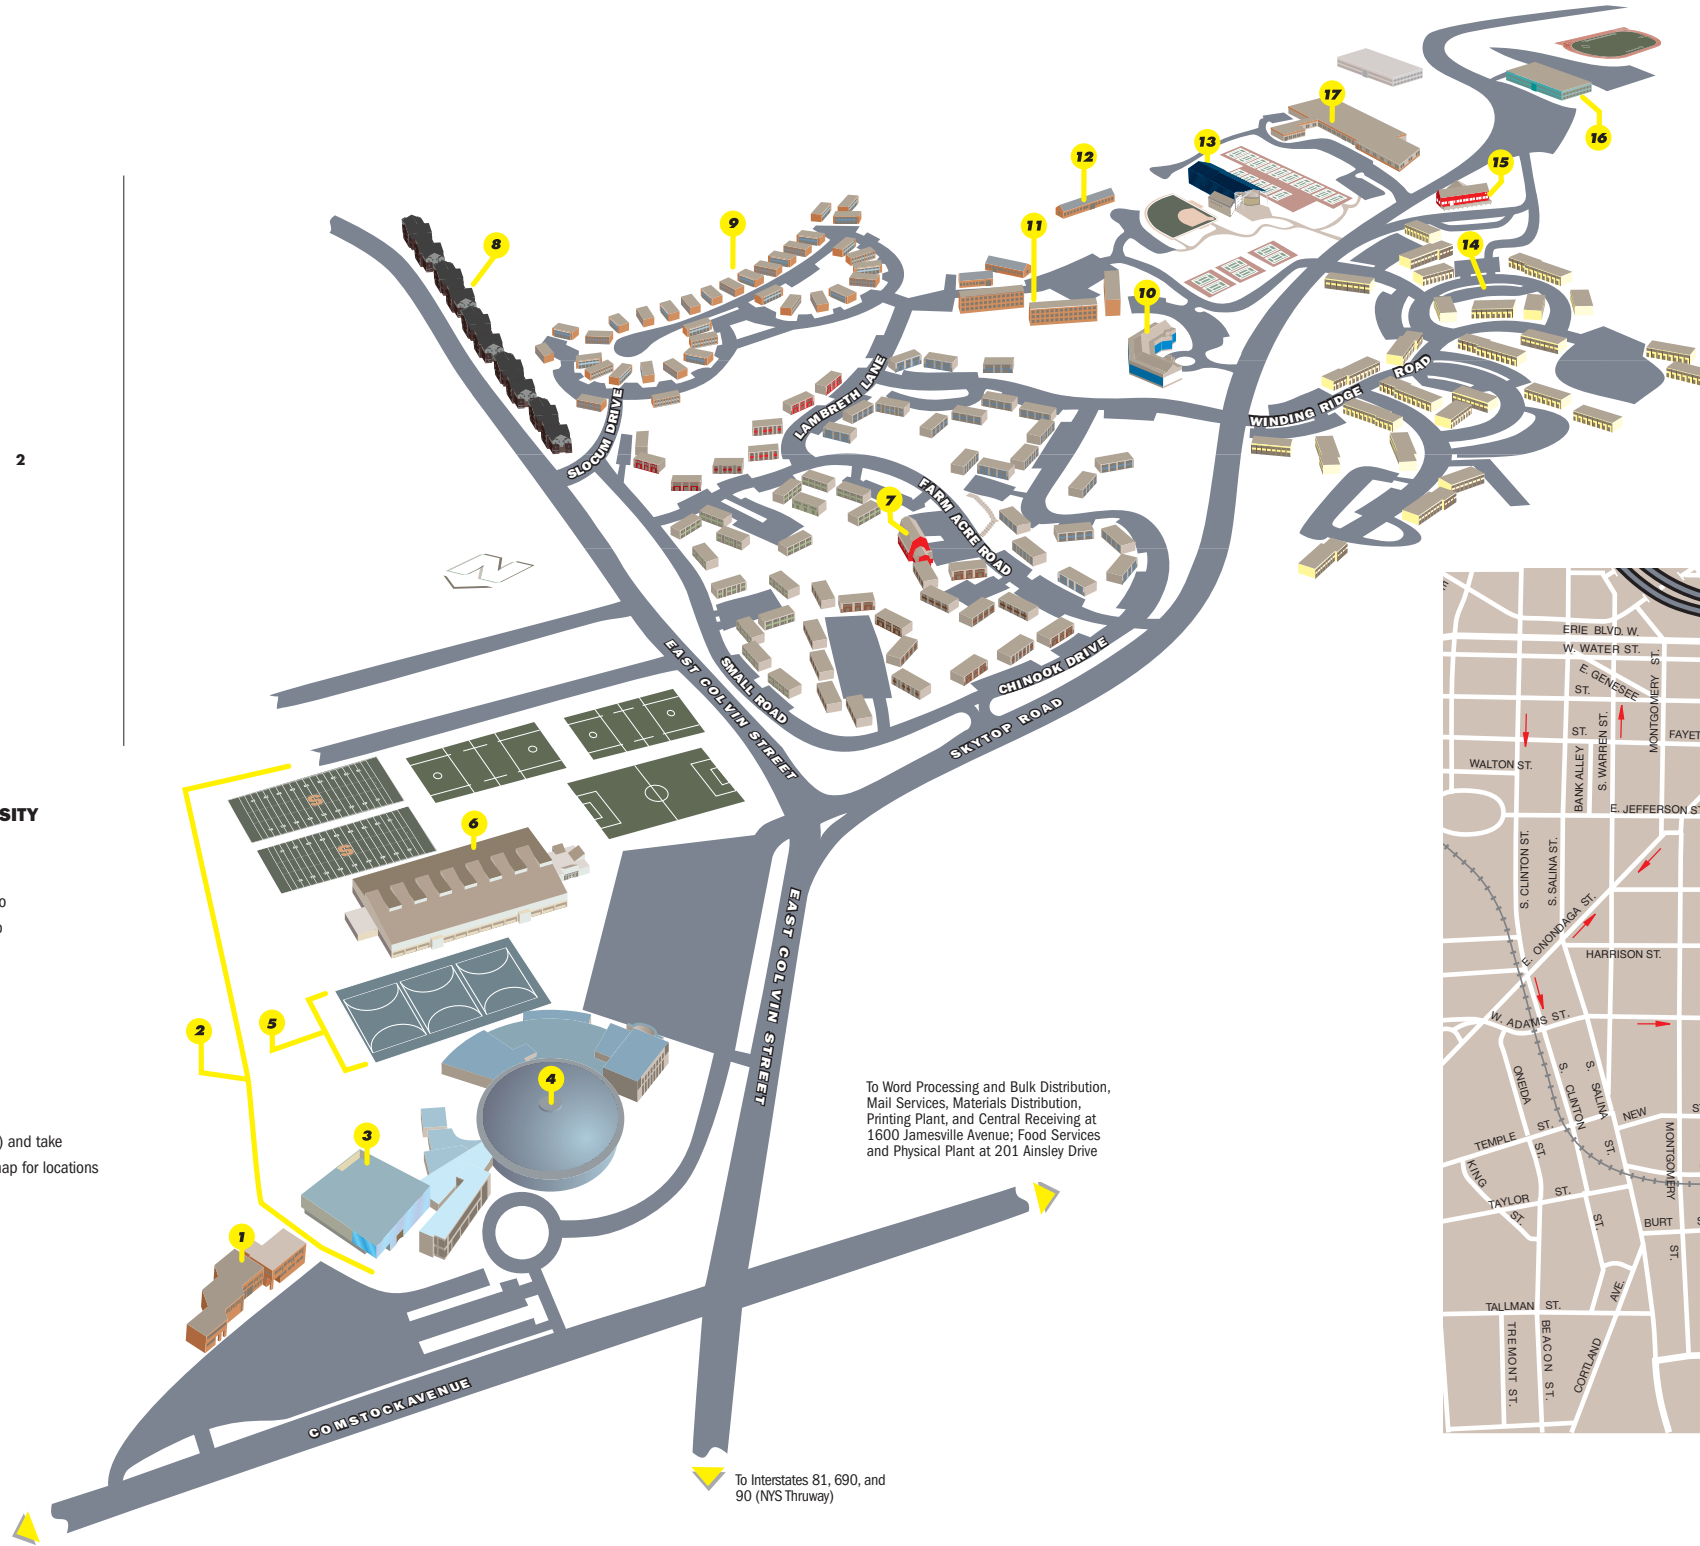 2
SITY
o
o
) and take
ap for locations
1
2
3
4
5
6
7
8
9
10
11
12
13
14
15
16
17
SLOCUM DRIVE
LAMBRETH LANE
FARM ACRE ROAD
WINDING RIDGE ROAD
SMALL ROAD
EAST COLVIN STREET
CHINOOK DRIVE
SKYTOP ROAD
EAST COLVIN STREET
COMSTOCK AVENUE
N
To Word Processing and Bulk Distribution,
Mail Services, Materials Distribution,
Printing Plant, and Central Receiving at
1600 Jamesville Avenue; Food Services
and Physical Plant at 201 Ainsley Drive
To Interstates 81, 690, and
90 (NYS Thruway)
S
S
ERIE BLVD. W.
W. WATER ST.
E. GENESEE
ST.
MONTGOMERY ST.
S. WARREN ST.
ST.
FAYET
WALTON ST.
BANK ALLEY
E. JEFFERSON ST
S. CLINTON ST.
S. SALINA ST.
E. ONONDAGA ST.
HARRISON ST.
W. ADAMS ST.
ONEIDA ST.
S. CLINTON ST.
S. SALINA ST.
NEW
S
TEMPLE ST.
MONTGOMERY ST.
KING ST.
TAYLOR ST.
BURT
S
TALLMAN ST.
TREMONT ST.
BEACON ST.
CORTLAND AVE.